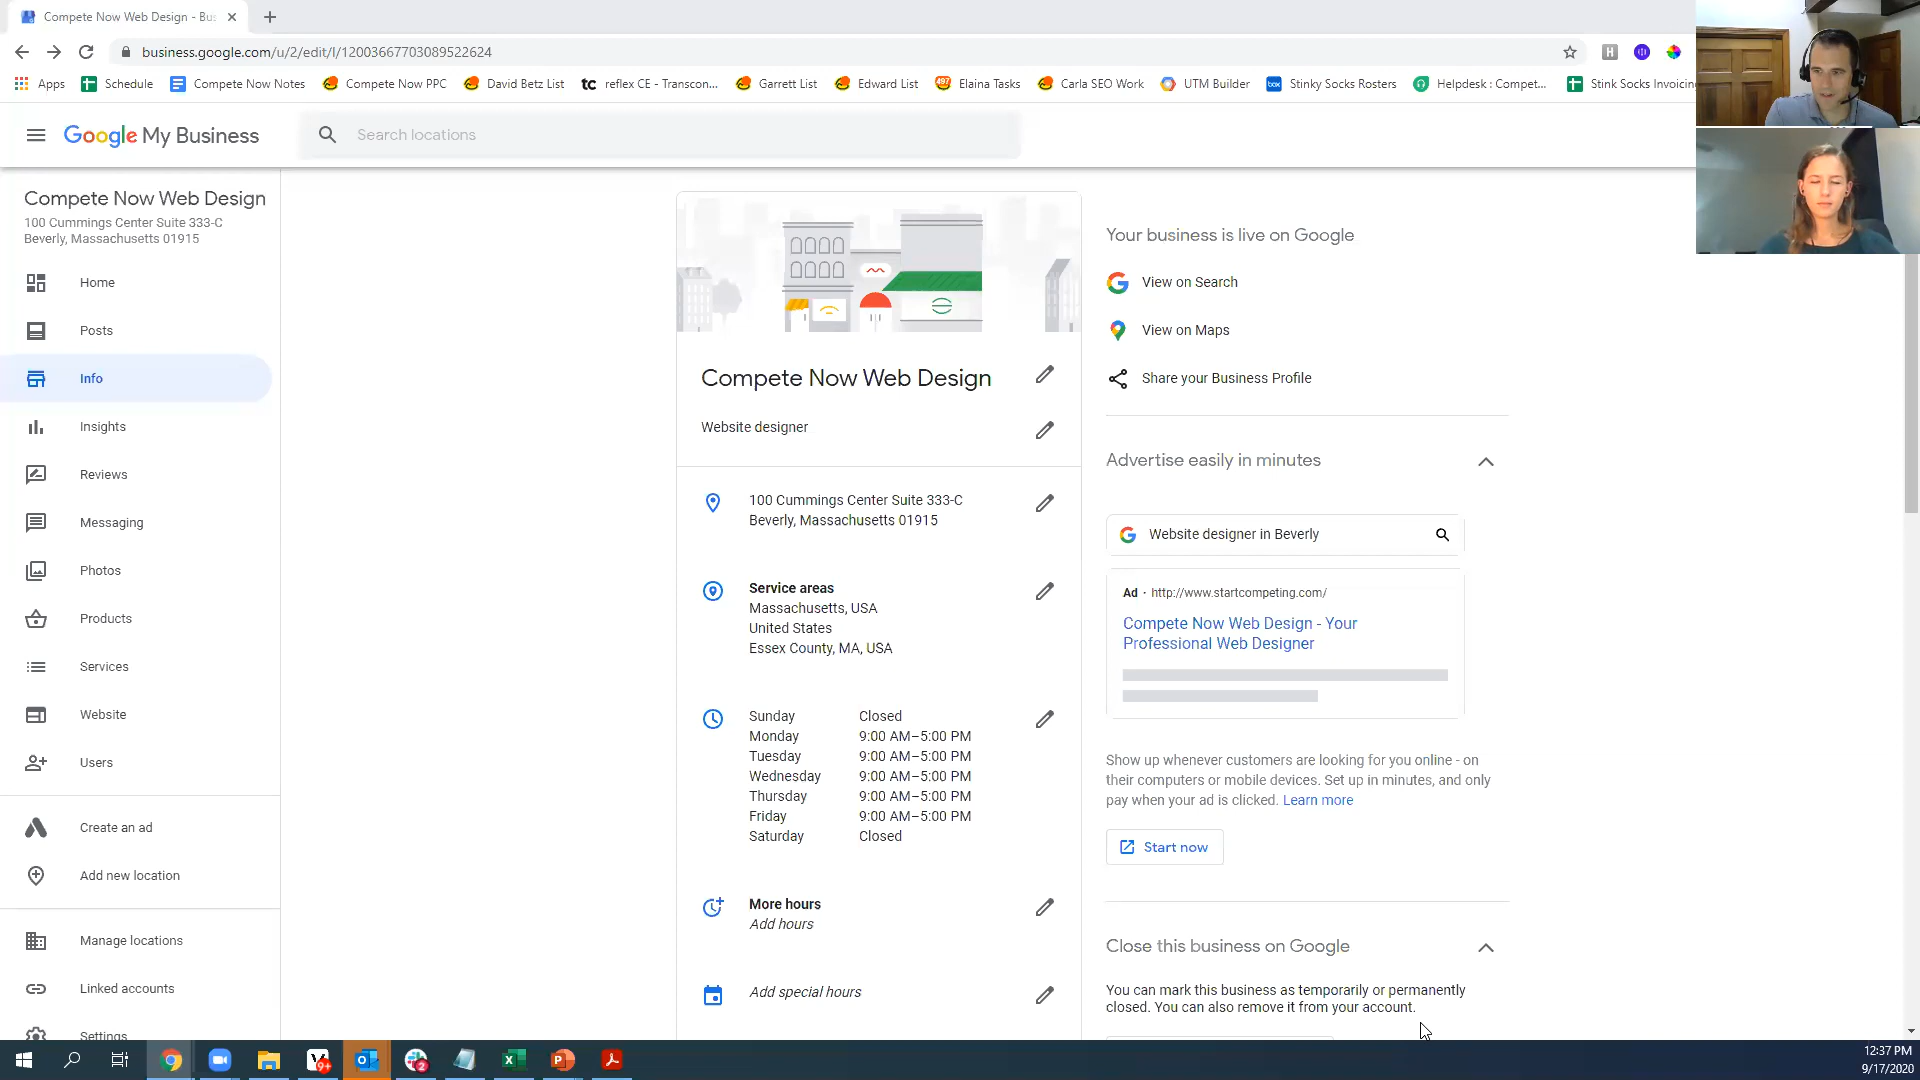 Compete Now Web Design - Bus
business.google.com/u/2/edit/l/12003667703089522624
Apps Schedule Compete Now Notes Compete Now PPC David Betz List tc reflex CE - Transcon... Garrett List Edward List 497 Elaina Tasks Carla SEO Work UTM Builder box Stinky Socks Rosters Helpdesk : Compet... Stink Socks Invoicing
Google My Business
Search locations
Compete Now Web Design
100 Cummings Center Suite 333-C
Beverly, Massachusetts 01915
Home
Posts
Info
Insights
Reviews
Messaging
Photos
Products
Services
Website
Users
Create an ad
Add new location
Manage locations
Linked accounts
Settings
Compete Now Web Design
Website designer
100 Cummings Center Suite 333-C
Beverly, Massachusetts 01915
Service areas
Massachusetts, USA
United States
Essex County, MA, USA
Sunday Closed
Monday 9:00 AM–5:00 PM
Tuesday 9:00 AM–5:00 PM
Wednesday 9:00 AM–5:00 PM
Thursday 9:00 AM–5:00 PM
Friday 9:00 AM–5:00 PM
Saturday Closed
More hours
Add hours
Add special hours
Your business is live on Google
View on Search
View on Maps
Share your Business Profile
Advertise easily in minutes
Website designer in Beverly
Ad · http://www.startcompeting.com/
Compete Now Web Design - Your
Professional Web Designer
Show up whenever customers are looking for you online - on
their computers or mobile devices. Set up in minutes, and only
pay when your ad is clicked. Learn more
Start now
Close this business on Google
You can mark this business as temporarily or permanently
closed. You can also remove it from your account.
12:37 PM
9/17/2020